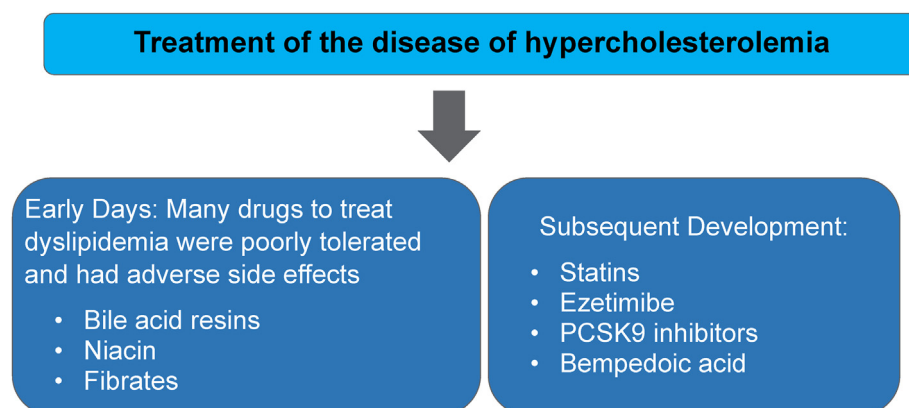 Treatment of the disease of hypercholesterolemia
Early Days: Many drugs to treat
dyslipidemia were poorly tolerated
and had adverse side effects
• Bile acid resins
• Niacin
• Fibrates
Subsequent Development:
• Statins
• Ezetimibe
• PCSK9 inhibitors
• Bempedoic acid